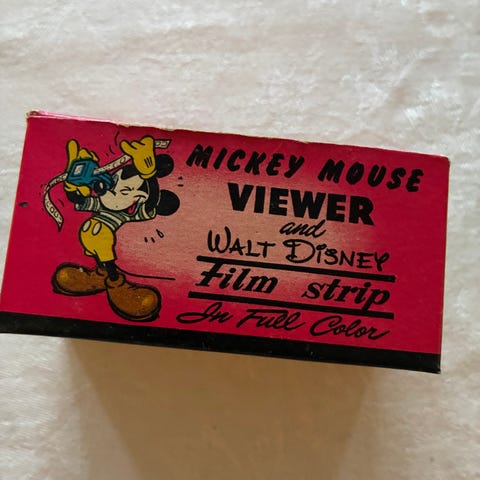 MICKEY MOUSE
VIEWER
and
WALT DISNEY
Film strip
In Full Color